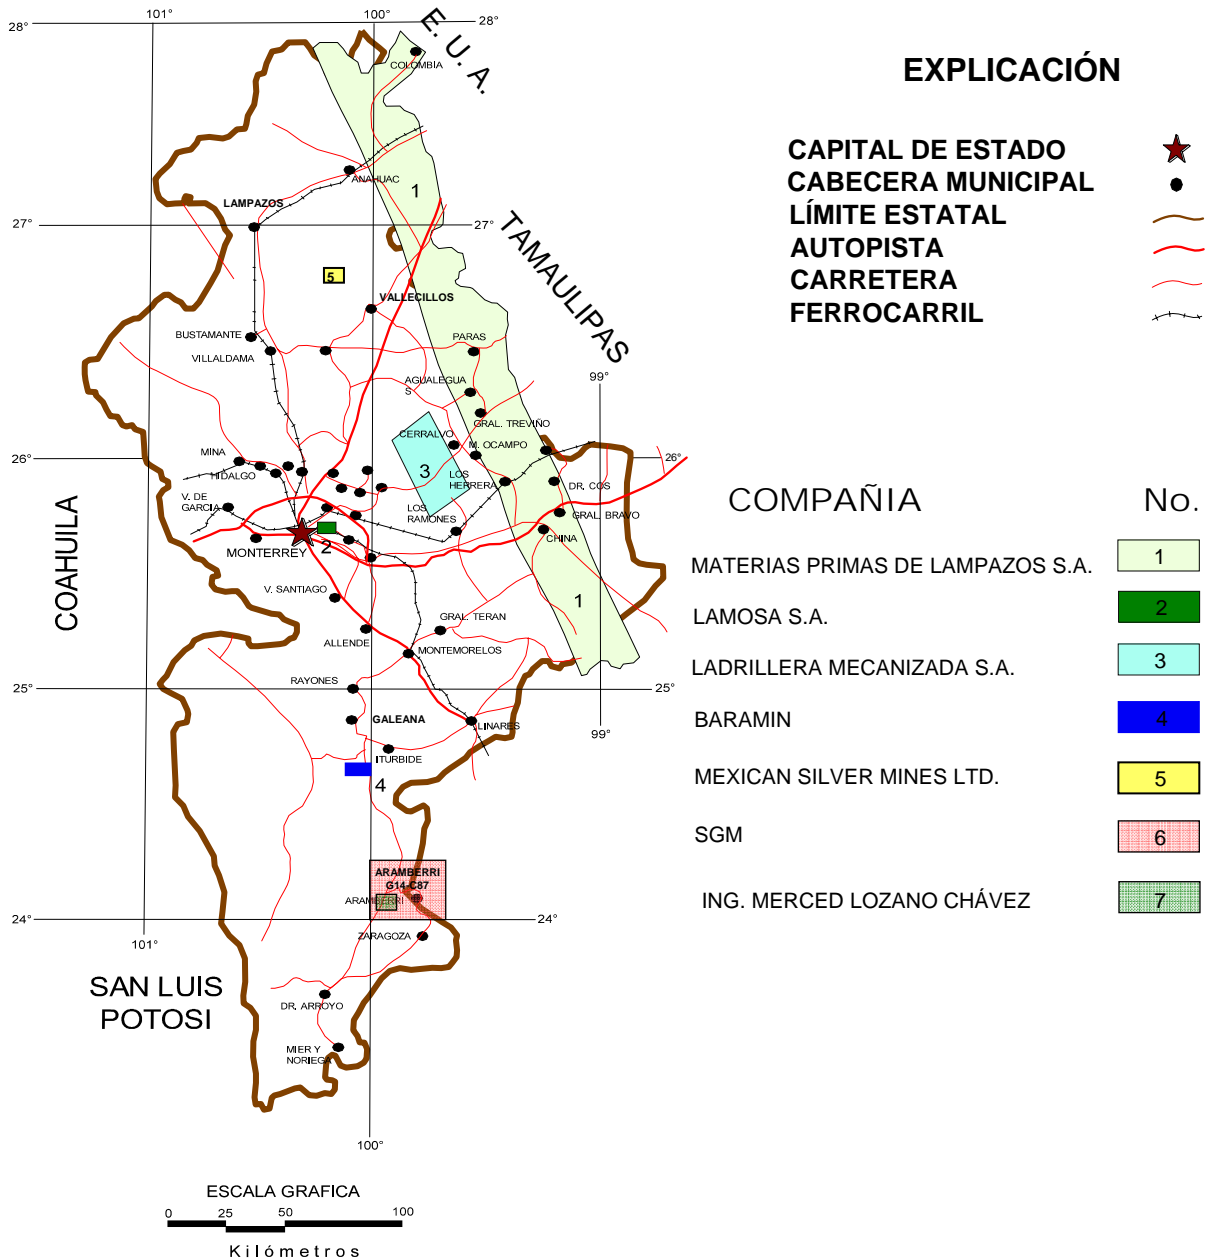 101°
100°
28°
28°
E. U. A.
COLOMBIA
ANAHUAC
1
LAMPAZOS
27°
27°
TAMAULIPAS
5
VALLECILLOS
BUSTAMANTE
VILLALDAMA
PARAS
AGUALEGUA
S
99°
GRAL. TREVIÑO
CERRALVO
M. OCAMPO
MINA
HIDALGO
26°
26°
3
LOS
HERRERA
DR. COS
V. DE
GARCIA
LOS
RAMONES
GRAL. BRAVO
CHINA
MONTERREY
2
COAHUILA
V. SANTIAGO
1
ALLENDE
GRAL. TERAN
MONTEMORELOS
RAYONES
25°
25°
GALEANA
LINARES
99°
ITURBIDE
4
ARAMBERRI
G14-C87
ARAMBERRI
24°
24°
101°
ZARAGOZA
SAN LUIS
POTOSI
DR. ARROYO
MIER Y
NORIEGA
100°
ESCALA GRAFICA
0 25 50 100
Kilómetros
EXPLICACIÓN
CAPITAL DE ESTADO
CABECERA MUNICIPAL
LÍMITE ESTATAL
AUTOPISTA
CARRETERA
FERROCARRIL
COMPAÑIA No.
MATERIAS PRIMAS DE LAMPAZOS S.A. 1
LAMOSA S.A. 2
LADRILLERA MECANIZADA S.A. 3
BARAMIN 4
MEXICAN SILVER MINES LTD. 5
SGM 6
ING. MERCED LOZANO CHÁVEZ 7